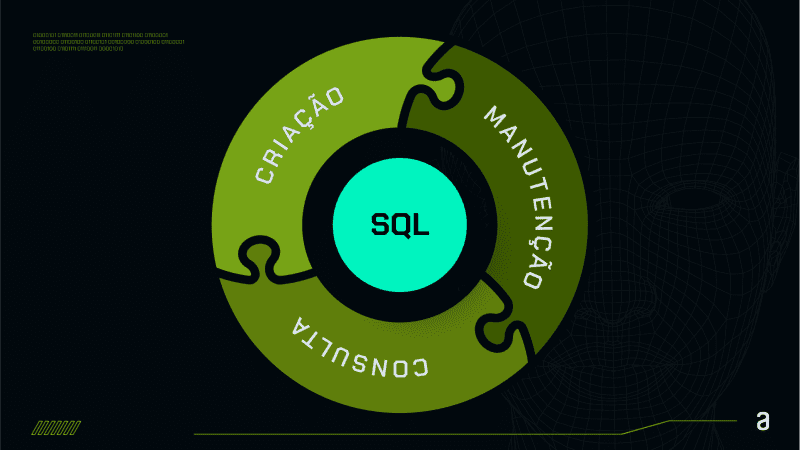 CRIAÇÃO
MANUTENÇÃO
SQL
CONSULTA
a